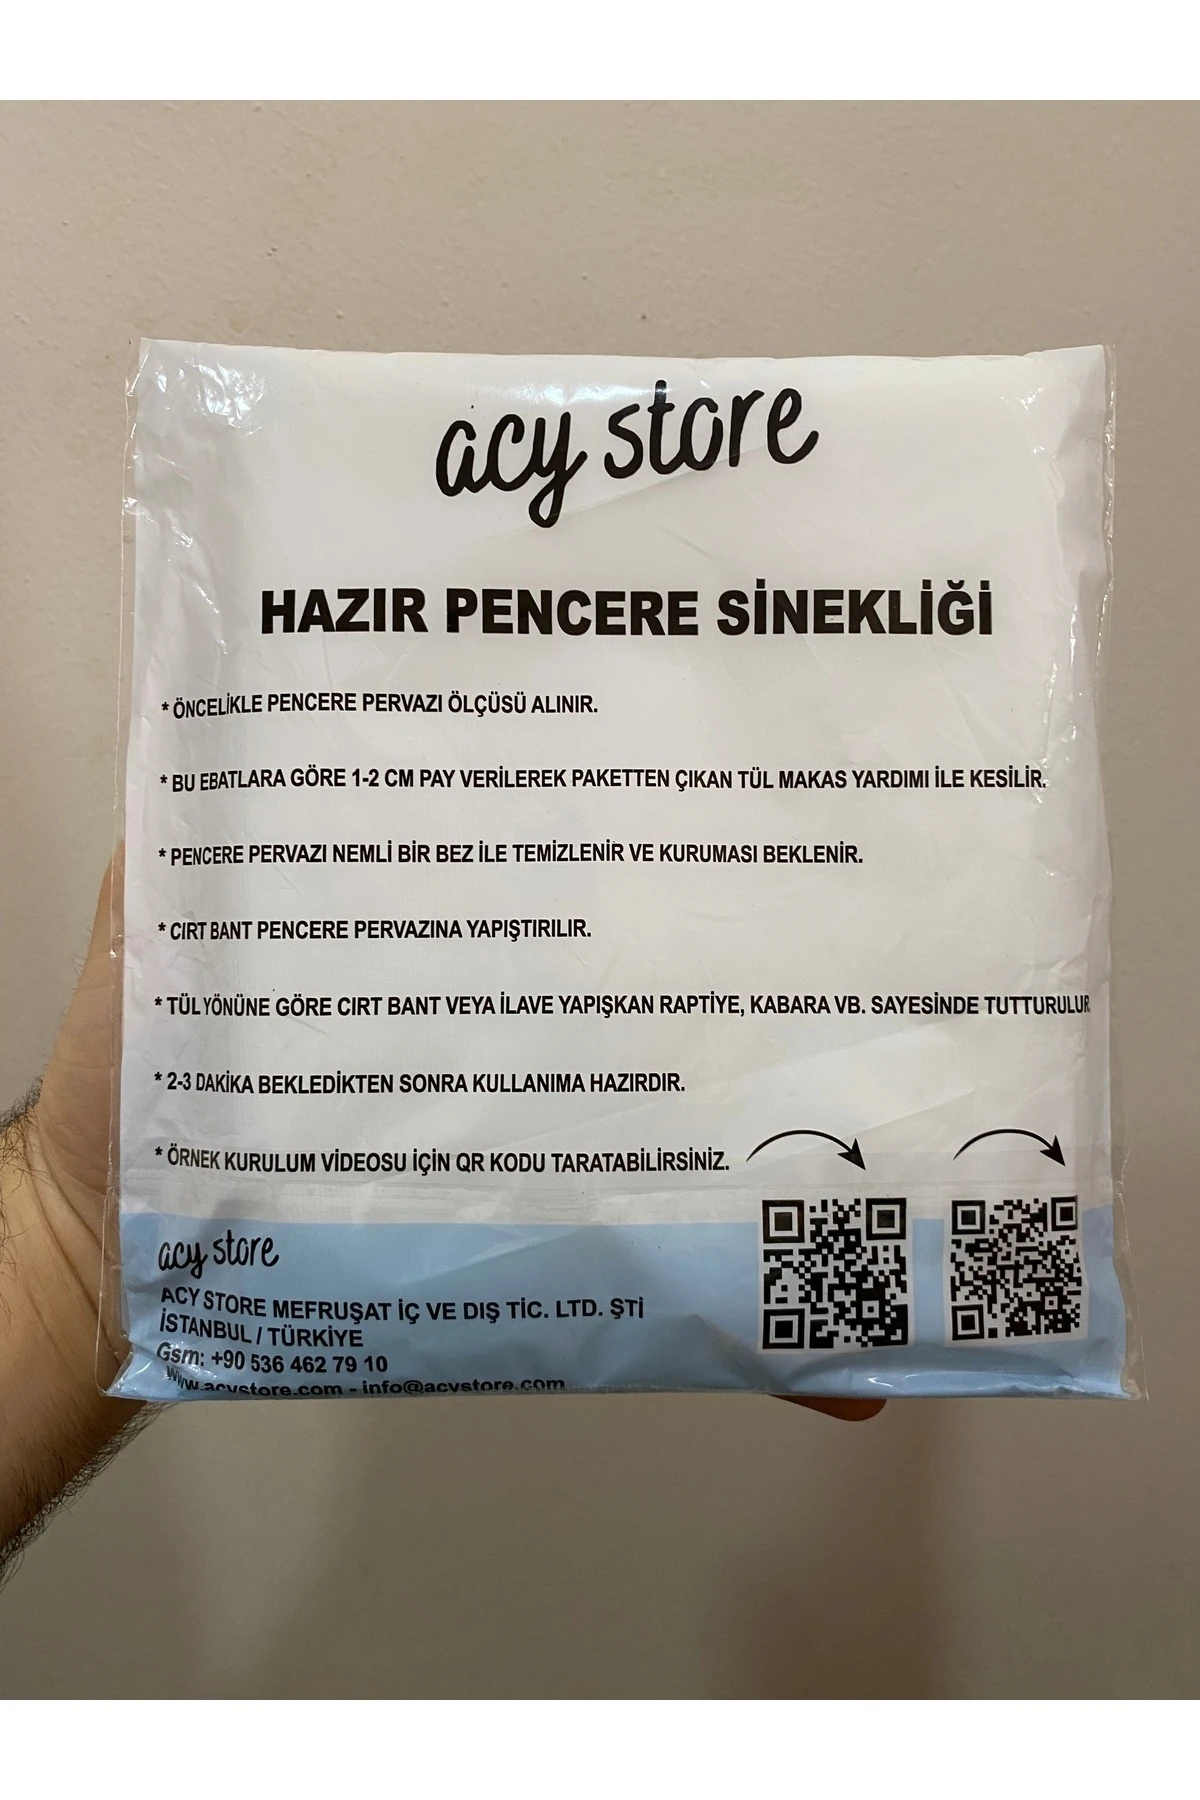 acy store
HAZIR PENCERE SİNEKLİĞİ
* ÖNCELİKLE PENCERE PERVAZI ÖLÇÜSÜ ALINIR.
* BU EBATLARA GÖRE 1-2 CM PAY VERİLEREK PAKETTEN ÇIKAN TÜL MAKAS YARDIMI İLE KESİLİR.
* PENCERE PERVAZI NEMLİ BİR BEZ İLE TEMİZLENİR VE KURUMASI BEKLENİR.
* CIRT BANT PENCERE PERVAZINA YAPIŞTIRILIR.
* TÜL YÖNÜNE GÖRE CIRT BANT VEYA İLAVE YAPIŞKAN RAPTİYE, KABARA VB. SAYESİNDE TUTTURULUR
* 2-3 DAKİKA BEKLEDİKTEN SONRA KULLANIMA HAZIRDIR.
* ÖRNEK KURULUM VİDEOSU İÇİN QR KODU TARATABİLİRSİNİZ.
acy store
ACY STORE MEFRUŞAT İÇ VE DIŞ TİC. LTD. ŞTİ
İSTANBUL / TÜRKİYE
Gsm: +90 536 462 79 10
www.acystore.com - info@acystore.com